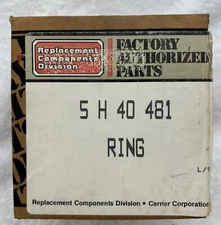 Replacement
Components
Division
FACTORY
AUTHORIZED
PARTS
5 H 40 481
RING
L/
Replacement Components Division • Carrier Corporation